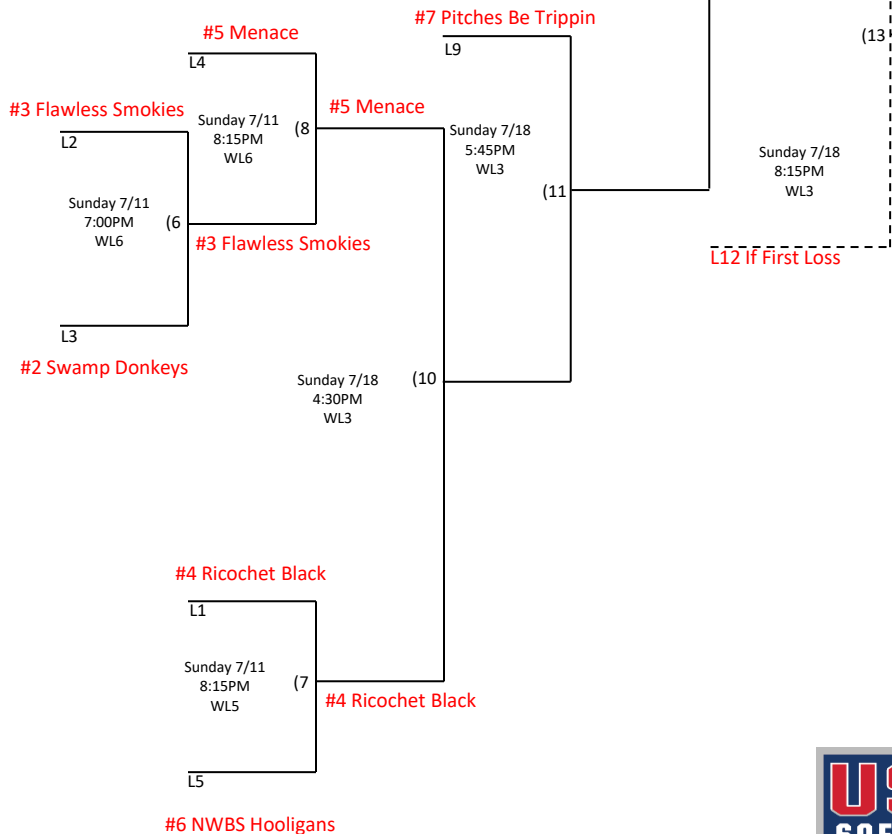 #7 Pitches Be Trippin
L9
#5 Menace
L4
(13
#3 Flawless Smokies
L2
Sunday 7/11
8:15PM
WL6
(8
#5 Menace
Sunday 7/18
5:45PM
WL3
(11
Sunday 7/18
8:15PM
WL3
Sunday 7/11
7:00PM
WL6
(6
#3 Flawless Smokies
L12 If First Loss
L3
#2 Swamp Donkeys
Sunday 7/18
4:30PM
WL3
(10
#4 Ricochet Black
L1
Sunday 7/11
8:15PM
WL5
(7
#4 Ricochet Black
L5
#6 NWBS Hooligans